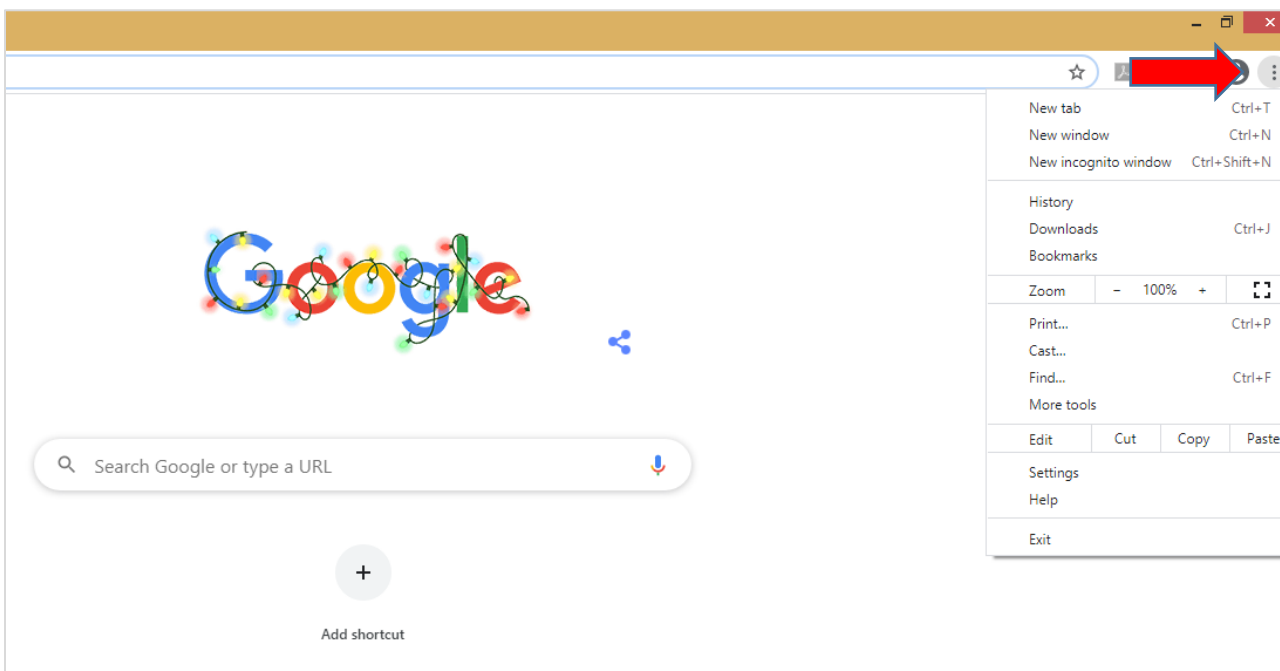 New tab Ctrl+T
New window Ctrl+N
New incognito window Ctrl+Shift+N
History
Downloads Ctrl+J
Bookmarks
Zoom - 100% +
Print... Ctrl+P
Cast...
Find... Ctrl+F
More tools
Edit Cut Copy Paste
Settings
Help
Exit
Google
Search Google or type a URL
Add shortcut